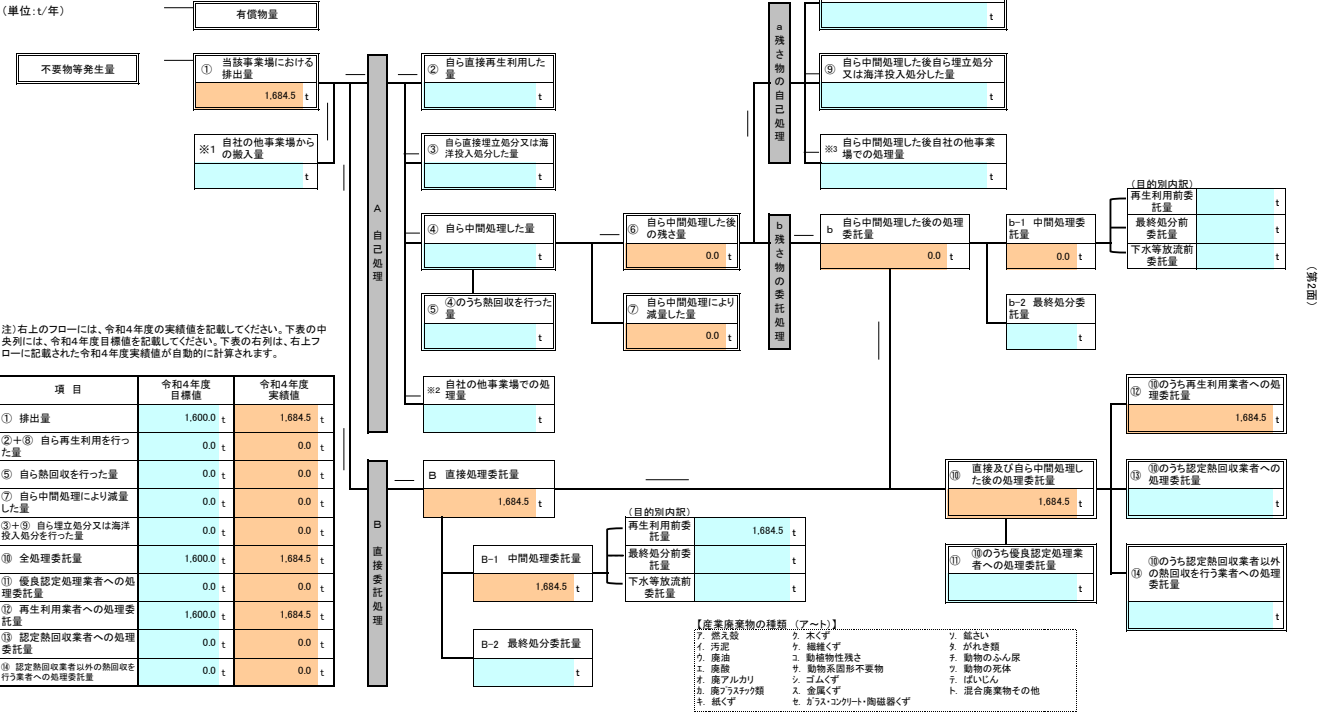 (単位:t/年)
有償物量
t
不要物等発生量
① 当該事業場における
排出量
1,684.5 t
※1 自社の他事業場から
の搬入量
t
A 自己処理
② 自ら直接再生利用した
量
t
③ 自ら直接埋立処分又は海
洋投入処分した量
t
④ 自ら中間処理した量
t
⑤ ④のうち熱回収を行った
量
t
※2 自社の他事業場での処
理量
t
⑥ 自ら中間処理した後
の残さ量
0.0 t
⑦ 自ら中間処理により
減量した量
0.0 t
a 残さ物の自己処理
⑨ 自ら中間処理した後自ら埋立処分
又は海洋投入処分した量
t
※3 自ら中間処理した後自社の他事業
場での処理量
t
b 残さ物の委託処理
b 自ら中間処理した後の処理
委託量
0.0 t
b-1 中間処理委
託量
0.0 t
b-2 最終処分委
託量
t
(目的別内訳)
再生利用前委
託量 t
最終処分前
委託量 t
下水等放流前
委託量 t
(第2面)
注)右上のフローには、令和4年度の実績値を記載してください。下表の中
央列には、令和4年度目標値を記載してください。下表の右列は、右上フ
ローに記載された令和4年度実績値が自動的に計算されます。
項 目 令和4年度
目標値 令和4年度
実績値
① 排出量 1,600.0 t 1,684.5 t
②+⑧ 自ら再生利用を行っ
た量 0.0 t 0.0 t
⑤ 自ら熱回収を行った量 0.0 t 0.0 t
⑦ 自ら中間処理により減量
した量 0.0 t 0.0 t
③+⑨ 自ら埋立処分又は海洋
投入処分を行った量 0.0 t 0.0 t
⑩ 全処理委託量 1,600.0 t 1,684.5 t
⑪ 優良認定処理業者への処
理委託量 0.0 t 0.0 t
⑫ 再生利用業者への処理委
託量 1,600.0 t 1,684.5 t
⑬ 認定熱回収業者への処理
委託量 0.0 t 0.0 t
⑭ 認定熱回収業者以外の熱回収を
行う業者への処理委託量 0.0 t 0.0 t
B 直接委託処理
B 直接処理委託量
1,684.5 t
B-1 中間処理委託量
1,684.5 t
B-2 最終処分委託量
t
(目的別内訳)
再生利用前委
託量 1,684.5 t
最終処分前委
託量 t
下水等放流前
委託量 t
⑩ 直接及び自ら中間処理し
た後の処理委託量
1,684.5 t
⑪ ⑩のうち優良認定処理業
者への処理委託量
t
⑫ ⑩のうち再生利用業者への処
理委託量
1,684.5 t
⑬ ⑩のうち認定熱回収業者への
処理委託量
t
⑭ ⑩のうち認定熱回収業者以外
の熱回収を行う業者への処理
委託量
t
【産業廃棄物の種類 (ア~ト)】
ア. 燃え殻 ク. 木くず ソ. 鉱さい
イ. 汚泥 ケ. 繊維くず タ. がれき類
ウ. 廃油 コ. 動植物性残さ チ. 動物のふん尿
エ. 廃酸 サ. 動物系固形不要物 ツ. 動物の死体
オ. 廃アルカリ シ. ゴムくず テ. ばいじん
カ. 廃プラスチック類 ス. 金属くず ト. 混合廃棄物その他
キ. 紙くず セ. ガラス・コンクリート・陶磁器くず